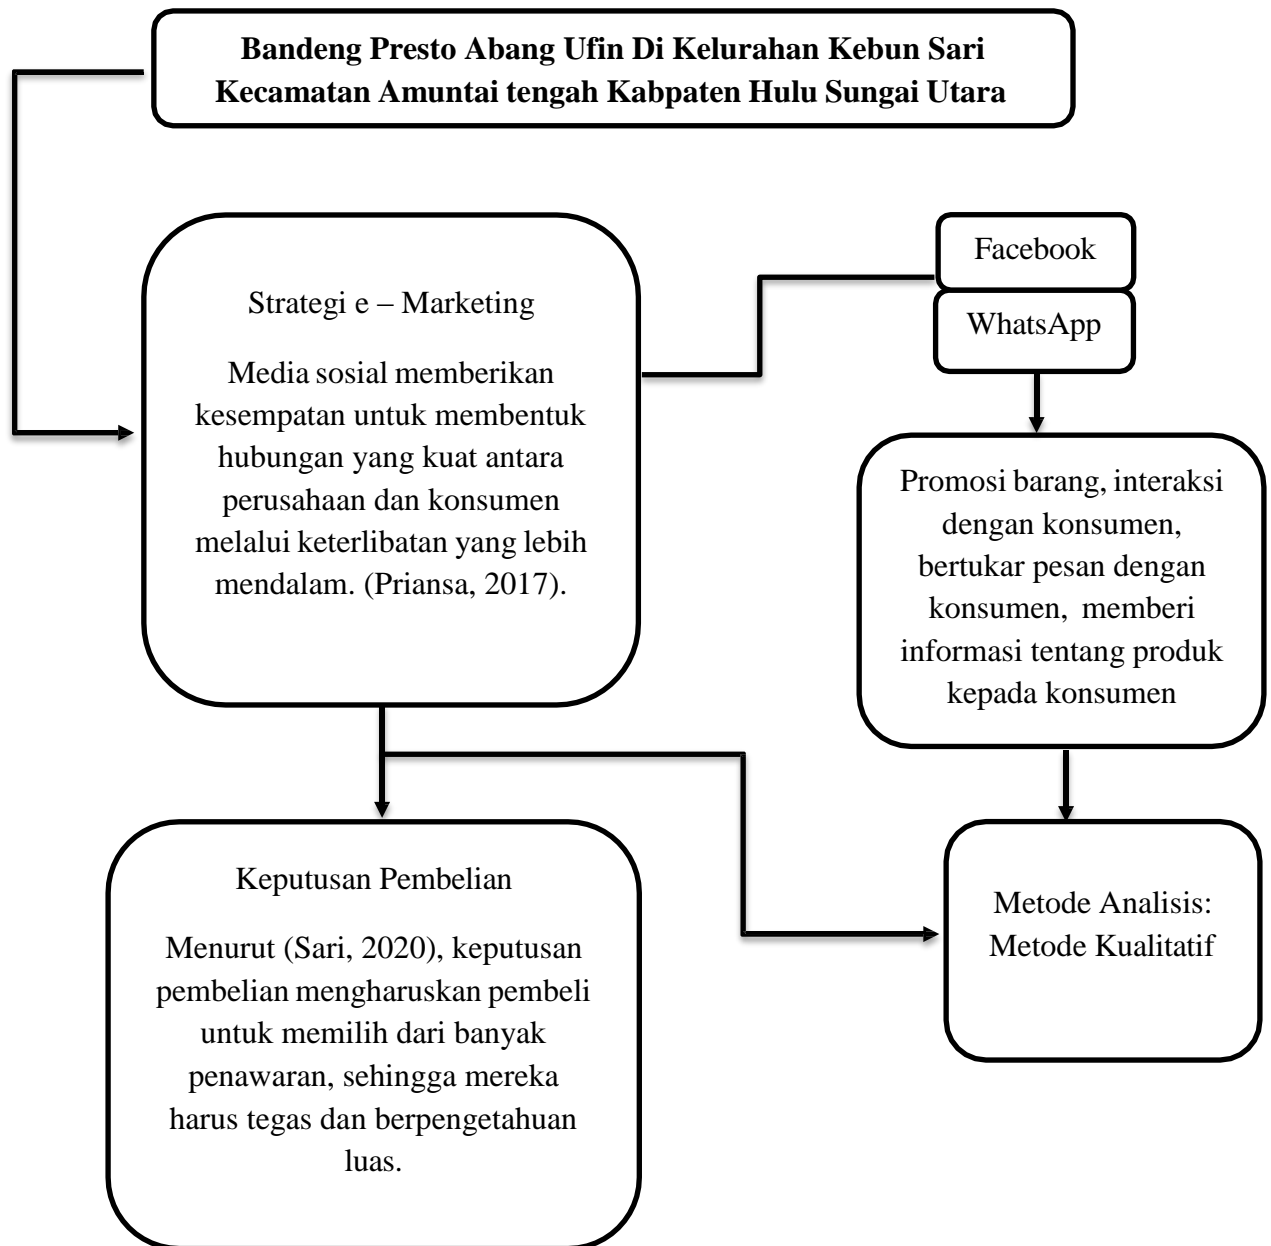 Bandeng Presto Abang Ufin Di Kelurahan Kebun Sari
Kecamatan Amuntai tengah Kabpaten Hulu Sungai Utara
Strategi e – Marketing
Media sosial memberikan
kesempatan untuk membentuk
hubungan yang kuat antara
perusahaan dan konsumen
melalui keterlibatan yang lebih
mendalam. (Priansa, 2017).
Facebook
WhatsApp
Promosi barang, interaksi
dengan konsumen,
bertukar pesan dengan
konsumen, memberi
informasi tentang produk
kepada konsumen
Keputusan Pembelian
Menurut (Sari, 2020), keputusan
pembelian mengharuskan pembeli
untuk memilih dari banyak
penawaran, sehingga mereka
harus tegas dan berpengetahuan
luas.
Metode Analisis:
Metode Kualitatif